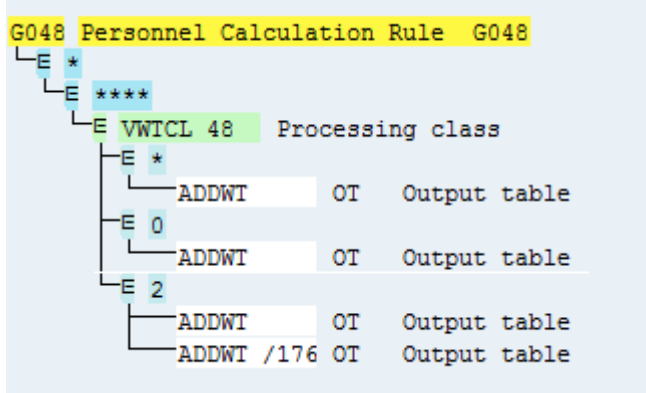 G048 Personnel Calculation Rule G048
*
****
VWTCL 48 Processing class
*
ADDWT OT Output table
0
ADDWT OT Output table
2
ADDWT OT Output table
ADDWT /176 OT Output table